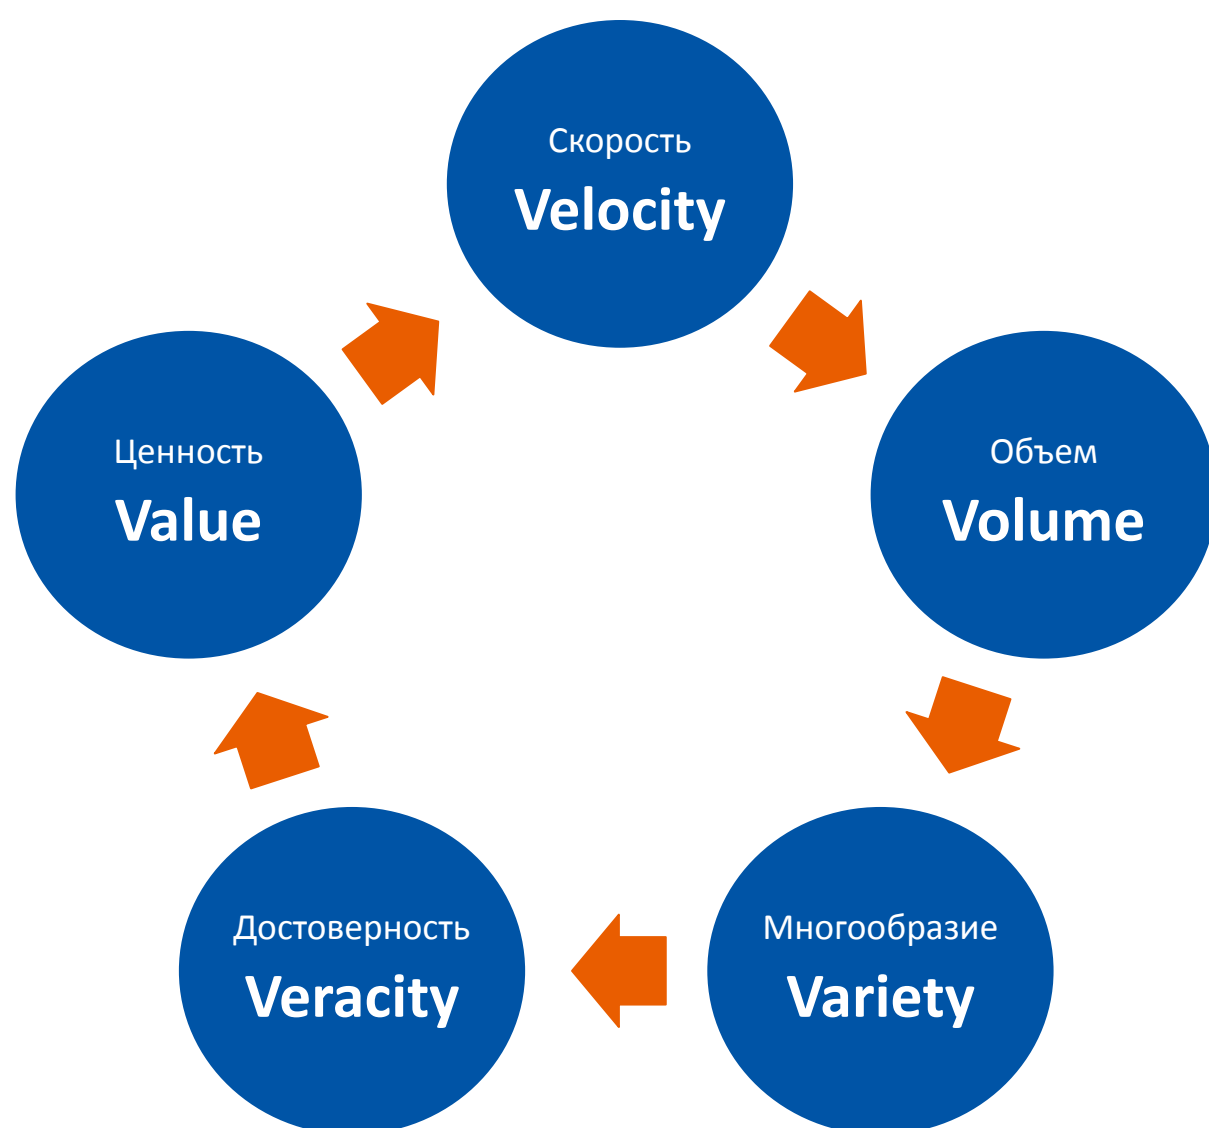 Скорость
Velocity
Объем
Volume
Многообразие
Variety
Достоверность
Veracity
Ценность
Value